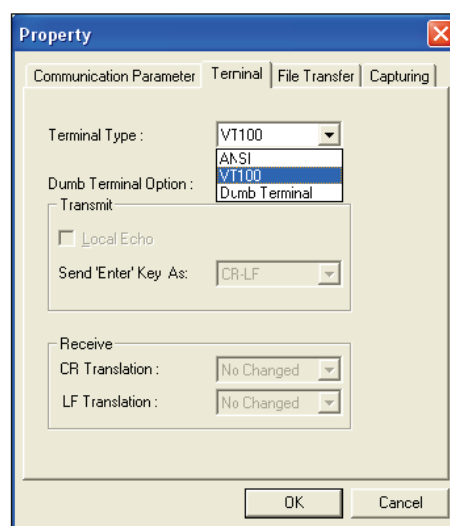 Property
Communication Parameter Terninal File Transfer Capturing
Terminal Type : VT100
ANSI
VT100
Dumb Terminal
Dumb Terminal Option :
Transmit
Local Echo
Send 'Enter' Key As: CR-LF
Receive
CR Translation : No Changed
LF Translation : No Changed
OK Cancel